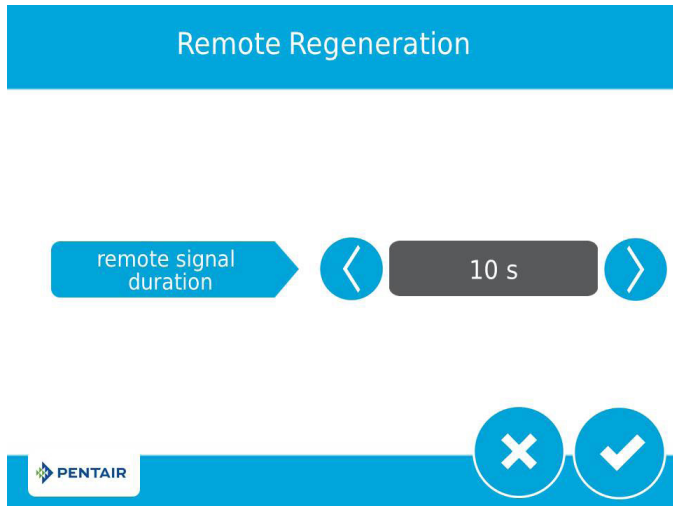 Remote Regeneration
remote signal
duration
10 s
PENTAIR